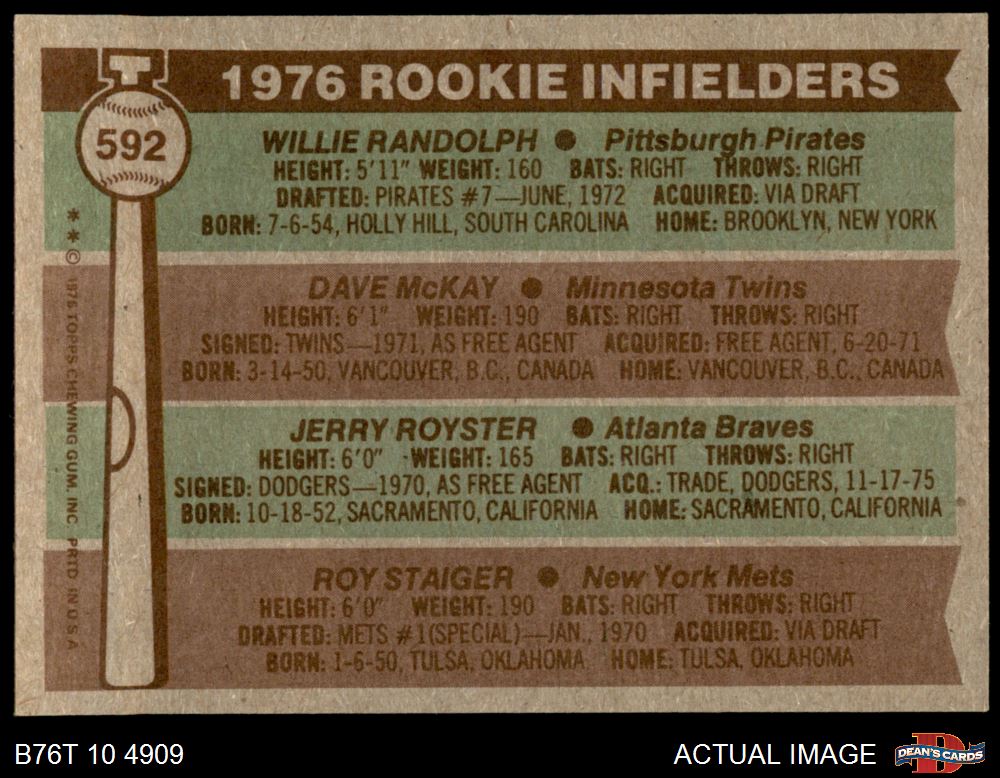 T
1976 ROOKIE INFIELDERS
592
WILLIE RANDOLPH ● Pittsburgh Pirates
HEIGHT: 5'11" WEIGHT: 160 BATS: RIGHT THROWS: RIGHT
DRAFTED: PIRATES #7—JUNE, 1972 ACQUIRED: VIA DRAFT
BORN: 7-6-54, HOLLY HILL, SOUTH CAROLINA HOME: BROOKLYN, NEW YORK
DAVE McKAY ● Minnesota Twins
HEIGHT: 6'1" WEIGHT: 190 BATS: RIGHT THROWS: RIGHT
SIGNED: TWINS—1971, AS FREE AGENT ACQUIRED: FREE AGENT, 6-20-71
BORN: 3-14-50, VANCOUVER, B.C., CANADA HOME: VANCOUVER, B.C., CANADA
JERRY ROYSTER ● Atlanta Braves
HEIGHT: 6'0" WEIGHT: 165 BATS: RIGHT THROWS: RIGHT
SIGNED: DODGERS—1970, AS FREE AGENT ACQ.: TRADE, DODGERS, 11-17-75
BORN: 10-18-52, SACRAMENTO, CALIFORNIA HOME: SACRAMENTO, CALIFORNIA
ROY STAIGER ● New York Mets
HEIGHT: 6'0" WEIGHT: 190 BATS: RIGHT THROWS: RIGHT
DRAFTED: METS #1(SPECIAL)—JAN., 1970 ACQUIRED: VIA DRAFT
BORN: 1-6-50, TULSA, OKLAHOMA HOME: TULSA, OKLAHOMA
* * © 1976 TOPPS CHEWING GUM, INC. PRTD. IN U.S.A.
B76T 10 4909
ACTUAL IMAGE
D
DEAN'S CARDS